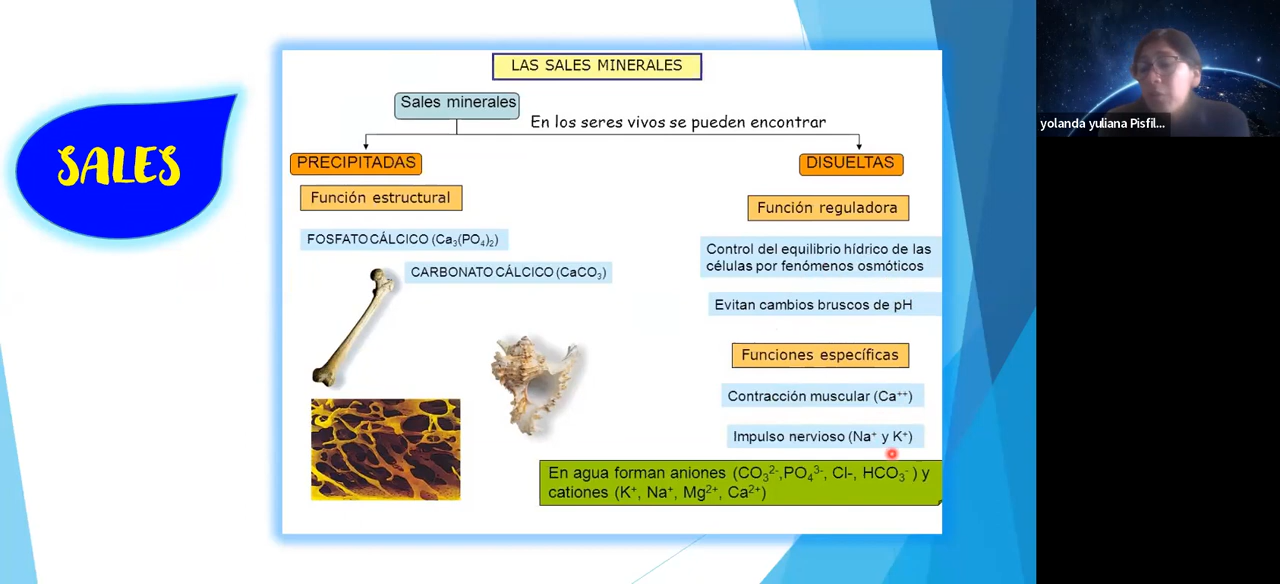 SALES
LAS SALES MINERALES
Sales minerales
En los seres vivos se pueden encontrar
PRECIPITADAS
DISUELTAS
Función estructural
Función reguladora
FOSFATO CÁLCICO (Ca₃(PO₄)₂)
CARBONATO CÁLCICO (CaCO₃)
Control del equilibrio hídrico de las
células por fenómenos osmóticos
Evitan cambios bruscos de pH
Funciones específicas
Contracción muscular (Ca⁺⁺)
Impulso nervioso (Na⁺ y K⁺)
En agua forman aniones (CO₃²⁻,PO₄³⁻, Cl-, HCO₃⁻ ) y
cationes (K⁺, Na⁺, Mg²⁺, Ca²⁺)
yolanda yuliana Pisfil...